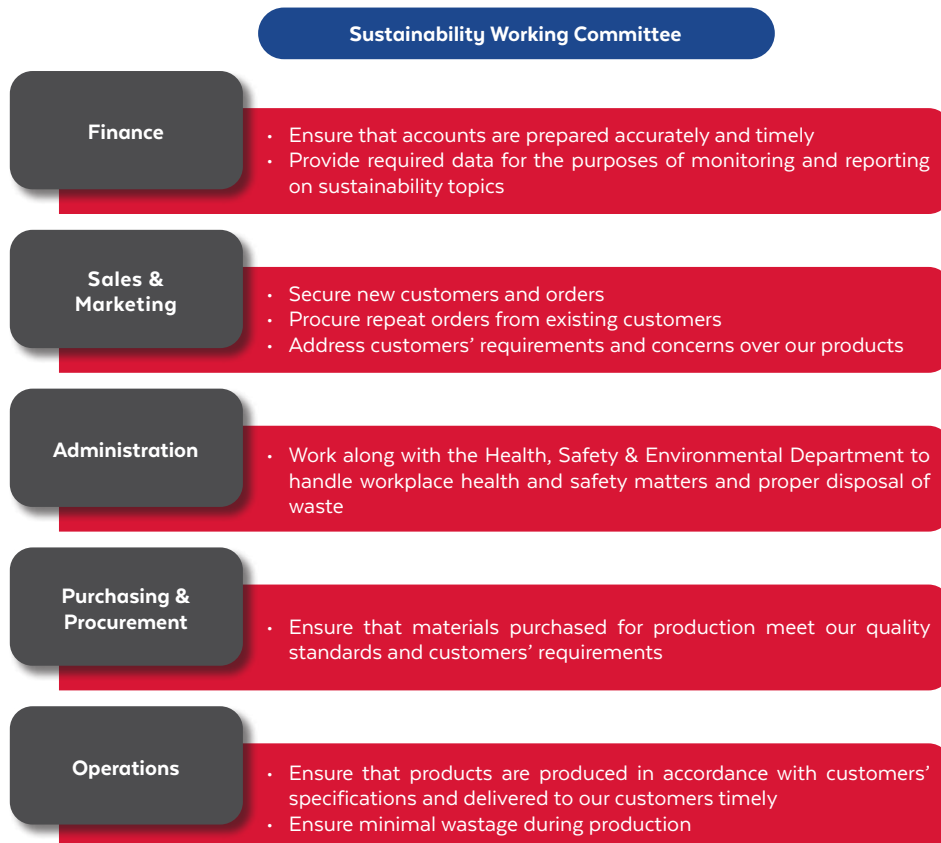 Sustainability Working Committee
Finance
• Ensure that accounts are prepared accurately and timely
• Provide required data for the purposes of monitoring and reporting
on sustainability topics
Sales &
Marketing
• Secure new customers and orders
• Procure repeat orders from existing customers
• Address customers’ requirements and concerns over our products
Administration
• Work along with the Health, Safety & Environmental Department to
handle workplace health and safety matters and proper disposal of
waste
Purchasing &
Procurement
• Ensure that materials purchased for production meet our quality
standards and customers’ requirements
Operations
• Ensure that products are produced in accordance with customers’
specifications and delivered to our customers timely
• Ensure minimal wastage during production